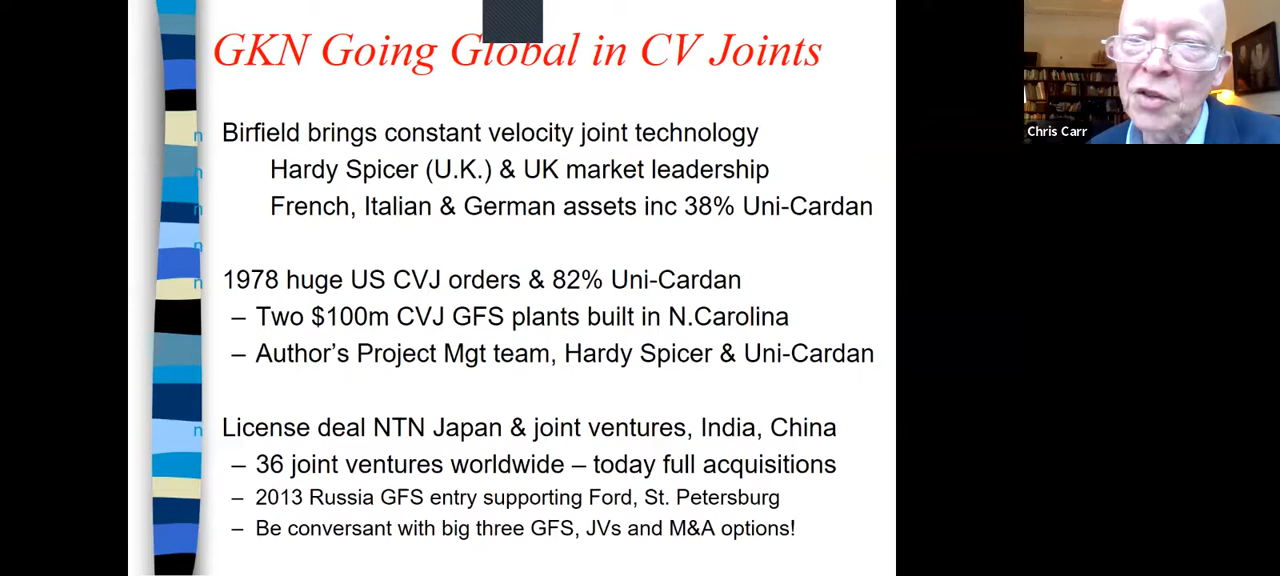 GKN Going Global in CV Joints
Chris Carr
n Birfield brings constant velocity joint technology
n Hardy Spicer (U.K.) & UK market leadership
n French, Italian & German assets inc 38% Uni-Cardan
n
n 1978 huge US CVJ orders & 82% Uni-Cardan
– Two $100m CVJ GFS plants built in N.Carolina
– Author's Project Mgt team, Hardy Spicer & Uni-Cardan
n License deal NTN Japan & joint ventures, India, China
– 36 joint ventures worldwide – today full acquisitions
– 2013 Russia GFS entry supporting Ford, St. Petersburg
– Be conversant with big three GFS, JVs and M&A options!